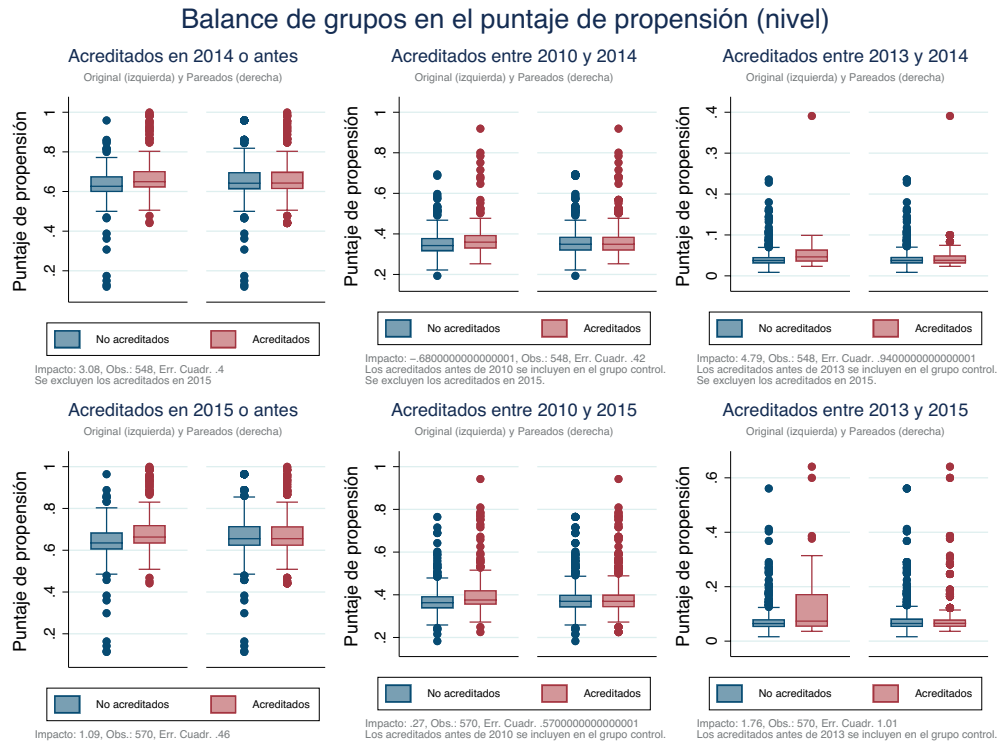 Balance de grupos en el puntaje de propensión (nivel)
Acreditados en 2014 o antes
Original (izquierda) y Pareados (derecha)
Puntaje de propensión
1
.8
.6
.4
.2
No acreditados
Acreditados
Impacto: 3.08, Obs.: 548, Err. Cuadr. .4
Se excluyen los acreditados en 2015
Acreditados entre 2010 y 2014
Original (izquierda) y Pareados (derecha)
Puntaje de propensión
1
.8
.6
.4
.2
No acreditados
Acreditados
Impacto: −.6800000000000001, Obs.: 548, Err. Cuadr. .42
Los acreditados antes de 2010 se incluyen en el grupo control.
Se excluyen los acreditados en 2015.
Acreditados entre 2013 y 2014
Original (izquierda) y Pareados (derecha)
Puntaje de propensión
.4
.3
.2
.1
0
No acreditados
Acreditados
Impacto: 4.79, Obs.: 548, Err. Cuadr. .9400000000000001
Los acreditados antes de 2013 se incluyen en el grupo control.
Se excluyen los acreditados en 2015.
Acreditados en 2015 o antes
Original (izquierda) y Pareados (derecha)
Puntaje de propensión
1
.8
.6
.4
.2
No acreditados
Acreditados
Impacto: 1.09, Obs.: 570, Err. Cuadr. .46
Acreditados entre 2010 y 2015
Original (izquierda) y Pareados (derecha)
Puntaje de propensión
1
.8
.6
.4
.2
No acreditados
Acreditados
Impacto: .27, Obs.: 570, Err. Cuadr. .5700000000000001
Los acreditados antes de 2010 se incluyen en el grupo control.
Acreditados entre 2013 y 2015
Original (izquierda) y Pareados (derecha)
Puntaje de propensión
.6
.4
.2
0
No acreditados
Acreditados
Impacto: 1.76, Obs.: 570, Err. Cuadr. 1.01
Los acreditados antes de 2013 se incluyen en el grupo control.